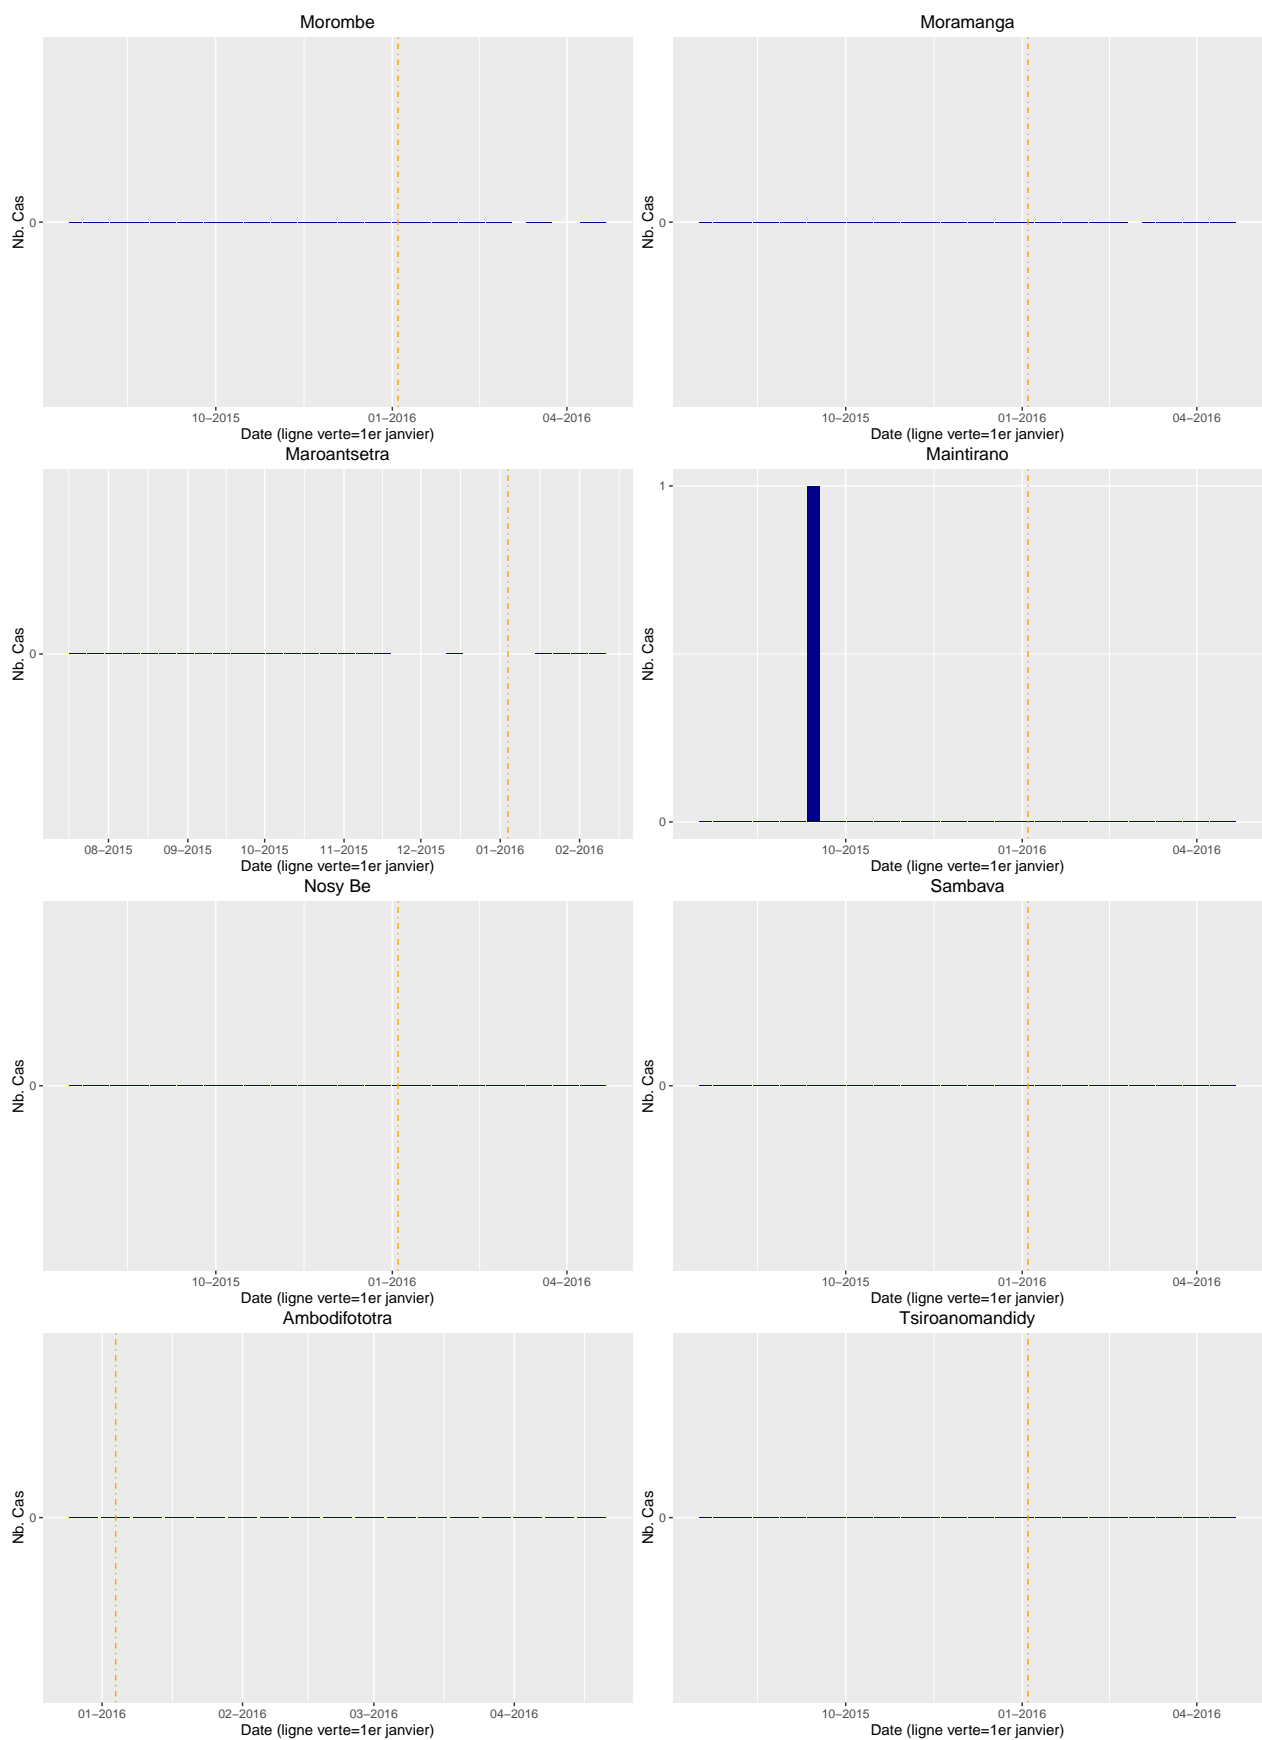 Morombe
Nb. Cas
0
10–2015 01–2016 04–2016
Date (ligne verte=1er janvier)
Moramanga
Nb. Cas
0
10–2015 01–2016 04–2016
Date (ligne verte=1er janvier)
Maroantsetra
Nb. Cas
0
08–2015 09–2015 10–2015 11–2015 12–2015 01–2016 02–2016
Date (ligne verte=1er janvier)
Maintirano
1
Nb. Cas
0
10–2015 01–2016 04–2016
Date (ligne verte=1er janvier)
Nosy Be
Nb. Cas
0
10–2015 01–2016 04–2016
Date (ligne verte=1er janvier)
Sambava
Nb. Cas
0
10–2015 01–2016 04–2016
Date (ligne verte=1er janvier)
Ambodifototra
Nb. Cas
0
01–2016 02–2016 03–2016 04–2016
Date (ligne verte=1er janvier)
Tsiroanomandidy
Nb. Cas
0
10–2015 01–2016 04–2016
Date (ligne verte=1er janvier)